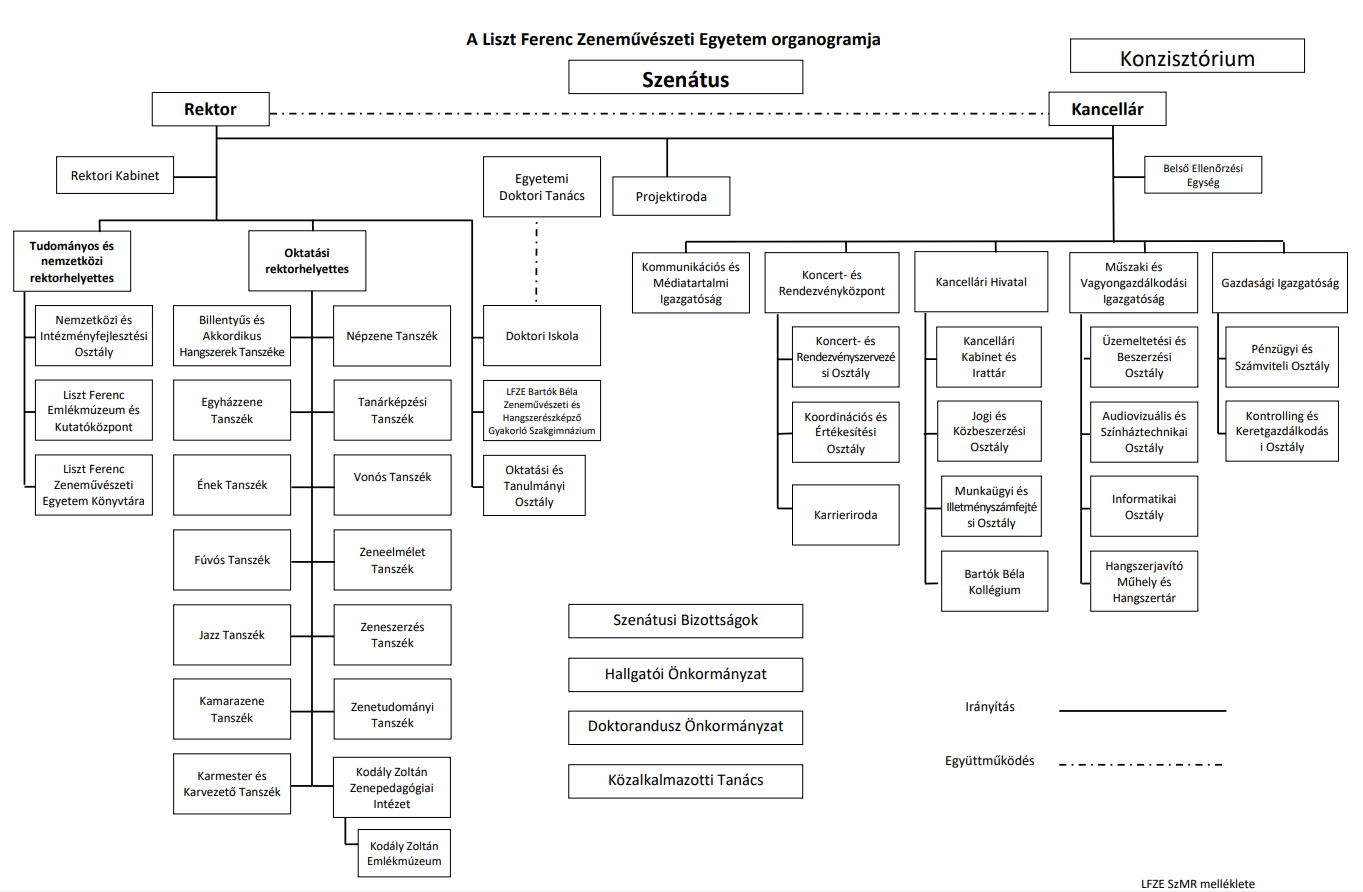 A Liszt Ferenc Zeneművészeti Egyetem organogramja
Konzisztórium
Szenátus
Rektor
Kancellár
Rektori Kabinet
Egyetemi
Doktori Tanács
Projektiroda
Belső Ellenőrzési
Egység
Tudományos és
nemzetközi
rektorhelyettes
Oktatási
rektorhelyettes
Kommunikációs és
Médiatartalmi
Igazgatóság
Koncert- és
Rendezvényközpont
Kancellári Hivatal
Műszaki és
Vagyongazdálkodási
Igazgatóság
Gazdasági Igazgatóság
Nemzetközi és
Intézményfejlesztési
Osztály
Liszt Ferenc
Emlékmúzeum és
Kutatóközpont
Liszt Ferenc
Zeneművészeti
Egyetem Könyvtára
Billentyűs és
Akkordikus
Hangszerek Tanszéke
Egyházzene
Tanszék
Ének Tanszék
Fúvós Tanszék
Jazz Tanszék
Kamarazene
Tanszék
Karmester és
Karvezető Tanszék
Népzene Tanszék
Tanárképzési
Tanszék
Vonós Tanszék
Zeneelmélet
Tanszék
Zeneszerzés
Tanszék
Zenetudományi
Tanszék
Kodály Zoltán
Zenepedagógiai
Intézet
Kodály Zoltán
Emlékmúzeum
Doktori Iskola
LFZE Bartók Béla
Zeneművészeti és
Hangszerészképző
Gyakorló Szakgimnázium
Oktatási és
Tanulmányi
Osztály
Koncert- és
Rendezvényszervezé
si Osztály
Koordinációs és
Értékesítési
Osztály
Karrieriroda
Kancellári
Kabinet és
Irattár
Jogi és
Közbeszerzési
Osztály
Munkaügyi és
Illetményszámfejté
si Osztály
Bartók Béla
Kollégium
Üzemeltetési és
Beszerzési
Osztály
Audiovizuális és
Színháztechnikai
Osztály
Informatikai
Osztály
Hangszerjavító
Műhely és
Hangszertár
Pénzügyi és
Számviteli Osztály
Kontrolling és
Keretgazdálkodás
i Osztály
Szenátusi Bizottságok
Hallgatói Önkormányzat
Doktorandusz Önkormányzat
Közalkalmazotti Tanács
Irányítás
Együttműködés
LFZE SzMR melléklete